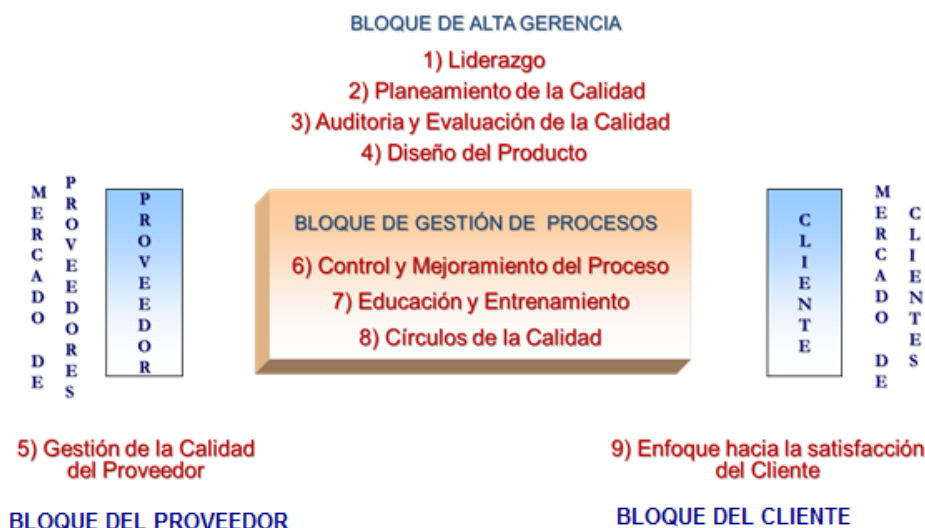 BLOQUE DE ALTA GERENCIA
1) Liderazgo
2) Planeamiento de la Calidad
3) Auditoria y Evaluación de la Calidad
4) Diseño del Producto
MERCADO DE
PROVEEDORES
PROVEEDOR
BLOQUE DE GESTIÓN DE PROCESOS
6) Control y Mejoramiento del Proceso
7) Educación y Entrenamiento
8) Círculos de la Calidad
CLIENTE
MERCADO DE
CLIENTES
5) Gestión de la Calidad
del Proveedor
BLOQUE DEL PROVEEDOR
9) Enfoque hacia la satisfacción
del Cliente
BLOQUE DEL CLIENTE